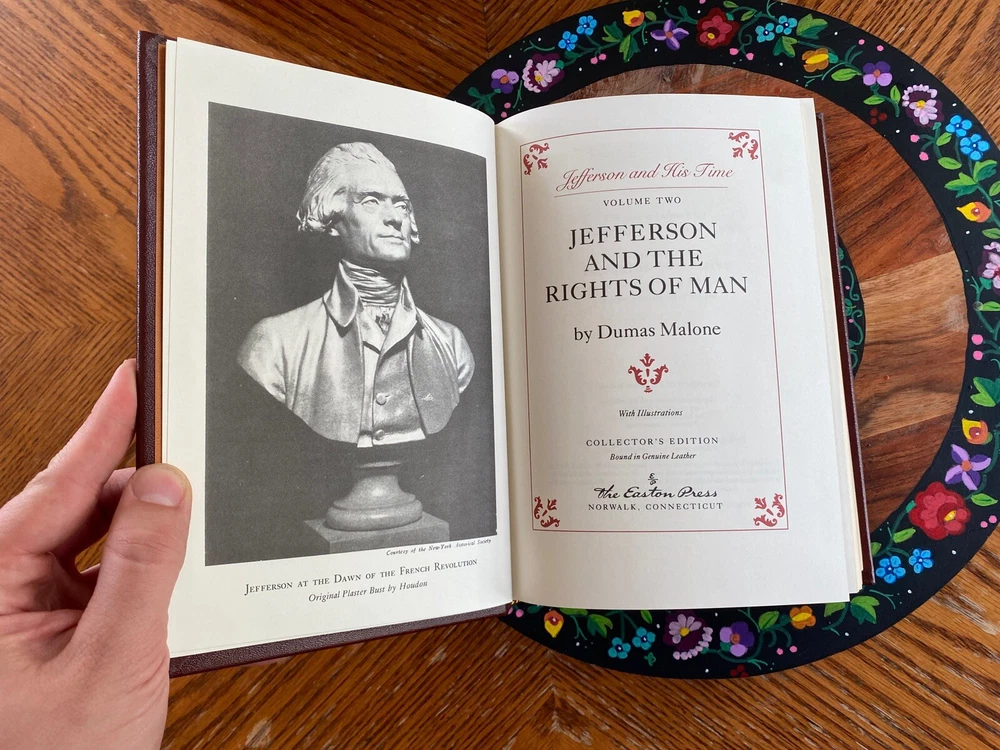 Courtesy of the New-York Historical Society
JEFFERSON AT THE DAWN OF THE FRENCH REVOLUTION
Original Plaster Bust by Houdon
Jefferson and His Time
VOLUME TWO
JEFFERSON
AND THE
RIGHTS OF MAN
by Dumas Malone
With Illustrations
COLLECTOR'S EDITION
Bound in Genuine Leather
The Easton Press
NORWALK, CONNECTICUT